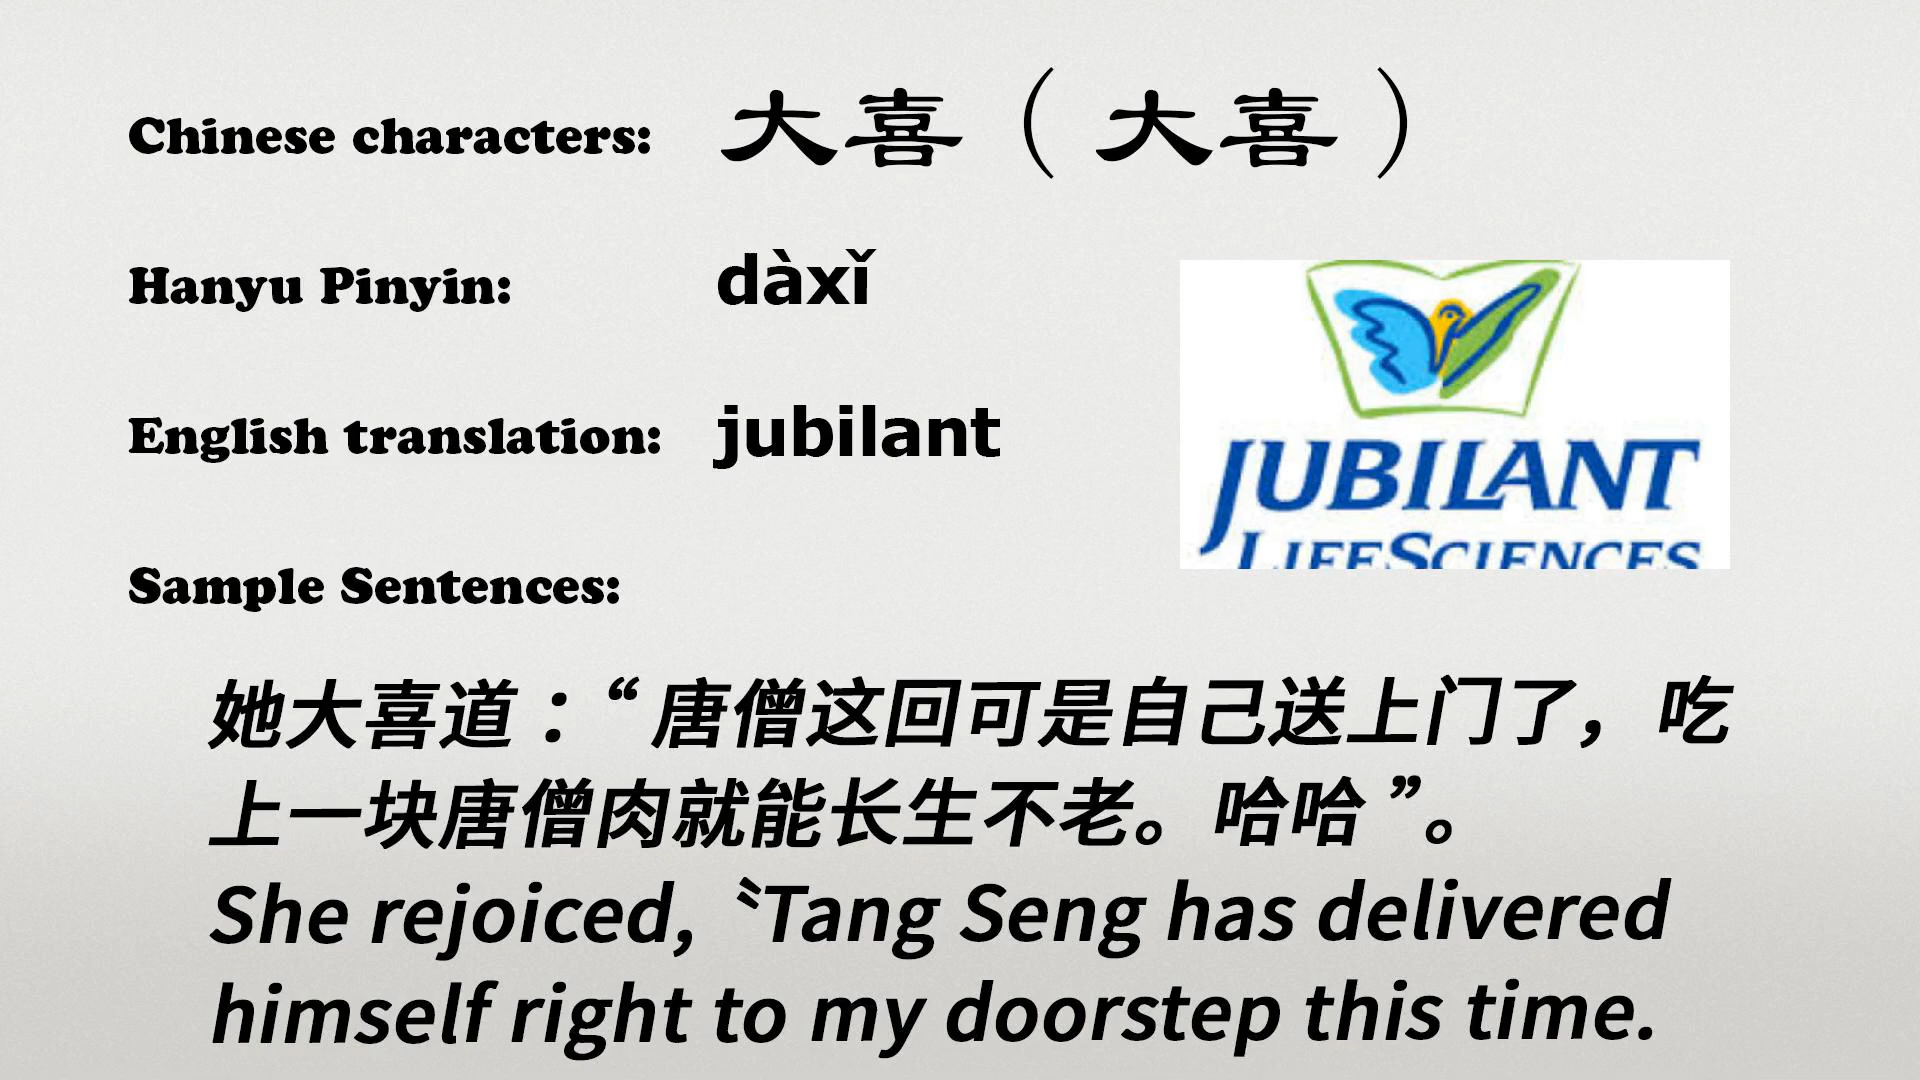 Chinese characters: 大喜（大喜）
Hanyu Pinyin: dàxǐ
English translation: jubilant
JUBILANT
LIFESCIENCES
Sample Sentences:
她大喜道：“唐僧这回可是自己送上门了，吃
上一块唐僧肉就能长生不老。哈哈”。
She rejoiced, 〝Tang Seng has delivered
himself right to my doorstep this time.